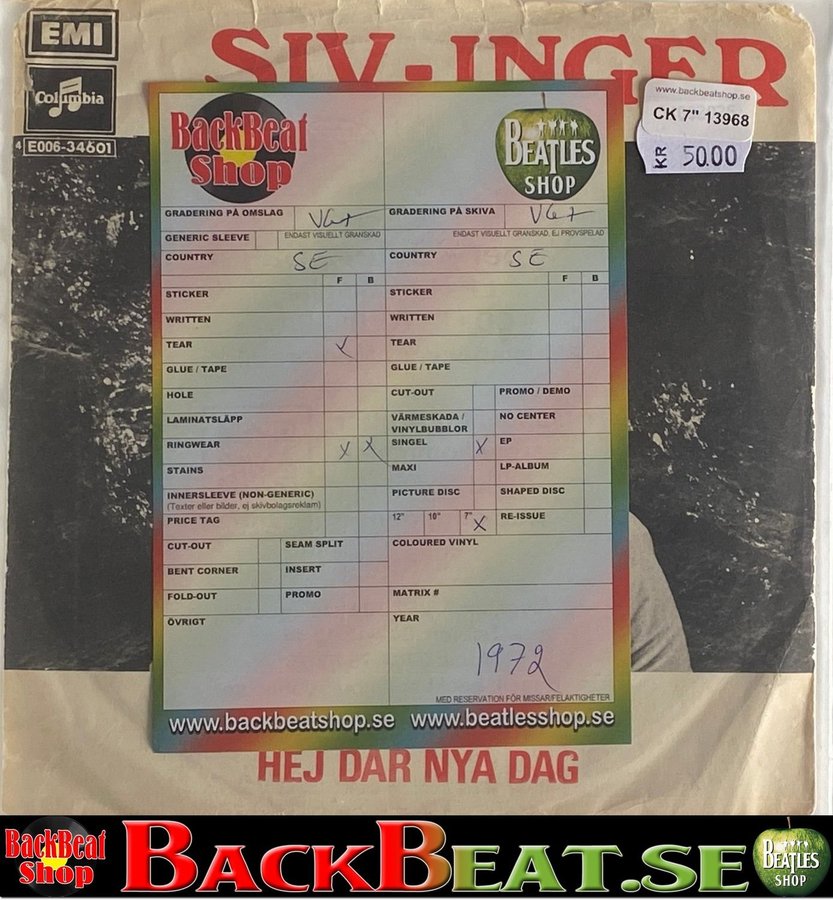 EMI
SIV·INGER
Columbia
4 E006-34601
www.backbeatshop.se
CK 7" 13968
KR 50.00
BackBeat
Shop
BEATLES
SHOP
GRADERING PÅ OMSLAG VG+
GRADERING PÅ SKIVA VG+
GENERIC SLEEVE
ENDAST VISUELLT GRANSKAD
ENDAST VISUELLT GRANSKAD, EJ PROVSPELAD
COUNTRY SE
COUNTRY SE
F B
F B
STICKER
STICKER
WRITTEN
WRITTEN
TEAR X
TEAR
GLUE / TAPE
GLUE / TAPE
HOLE
CUT-OUT
PROMO / DEMO
LAMINATSLÄPP
VÄRMESKADA /
VINYLBUBBLOR
NO CENTER
RINGWEAR X X
SINGEL X
EP
STAINS
MAXI
LP-ALBUM
INNERSLEEVE (NON-GENERIC)
(Texter eller bilder, ej skivbolagsreklam)
PICTURE DISC
SHAPED DISC
PRICE TAG
12" 10" 7" X
RE-ISSUE
CUT-OUT
SEAM SPLIT
COLOURED VINYL
BENT CORNER
INSERT
FOLD-OUT
PROMO
MATRIX #
ÖVRIGT
YEAR
1972
MED RESERVATION FÖR MISSAR/FELAKTIGHETER
www.backbeatshop.se www.beatlesshop.se
HEJ DAR NYA DAG
BackBeat
Shop
BACKBEAT.SE
BEATLES
SHOP